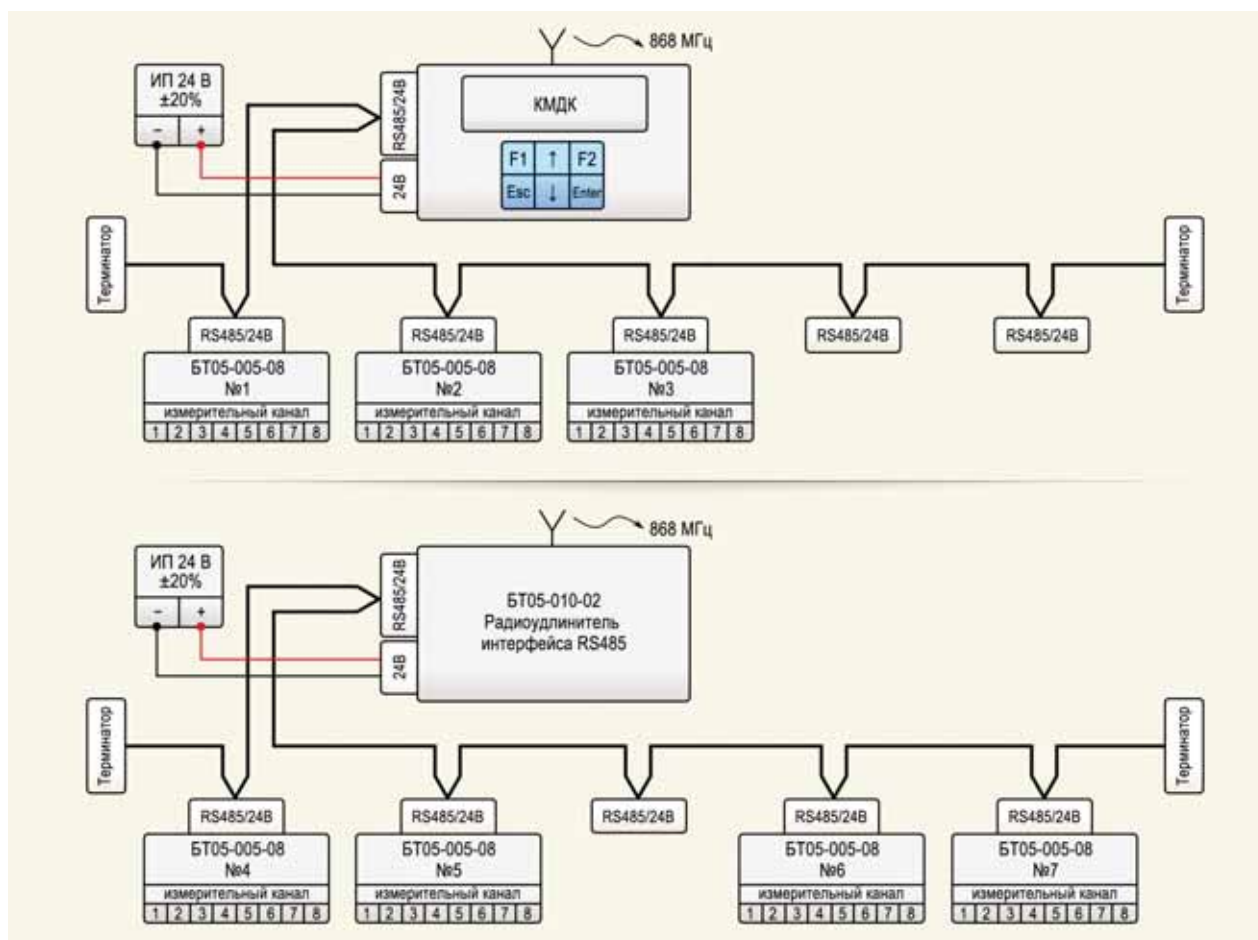 868 МГц
ИП 24 В
±20%
− +
RS485/24В
24В
КМДК
F1 ↑ F2
Esc ↓ Enter
Терминатор
Терминатор
RS485/24В
RS485/24В
RS485/24В
RS485/24В
RS485/24В
БТ05-005-08
№1
измерительный канал
1 2 3 4 5 6 7 8
БТ05-005-08
№2
измерительный канал
1 2 3 4 5 6 7 8
БТ05-005-08
№3
измерительный канал
1 2 3 4 5 6 7 8
868 МГц
ИП 24 В
±20%
− +
RS485/24В
24В
БТ05-010-02
Радиоудлинитель
интерфейса RS485
Терминатор
Терминатор
RS485/24В
RS485/24В
RS485/24В
RS485/24В
RS485/24В
БТ05-005-08
№4
измерительный канал
1 2 3 4 5 6 7 8
БТ05-005-08
№5
измерительный канал
1 2 3 4 5 6 7 8
БТ05-005-08
№6
измерительный канал
1 2 3 4 5 6 7 8
БТ05-005-08
№7
измерительный канал
1 2 3 4 5 6 7 8